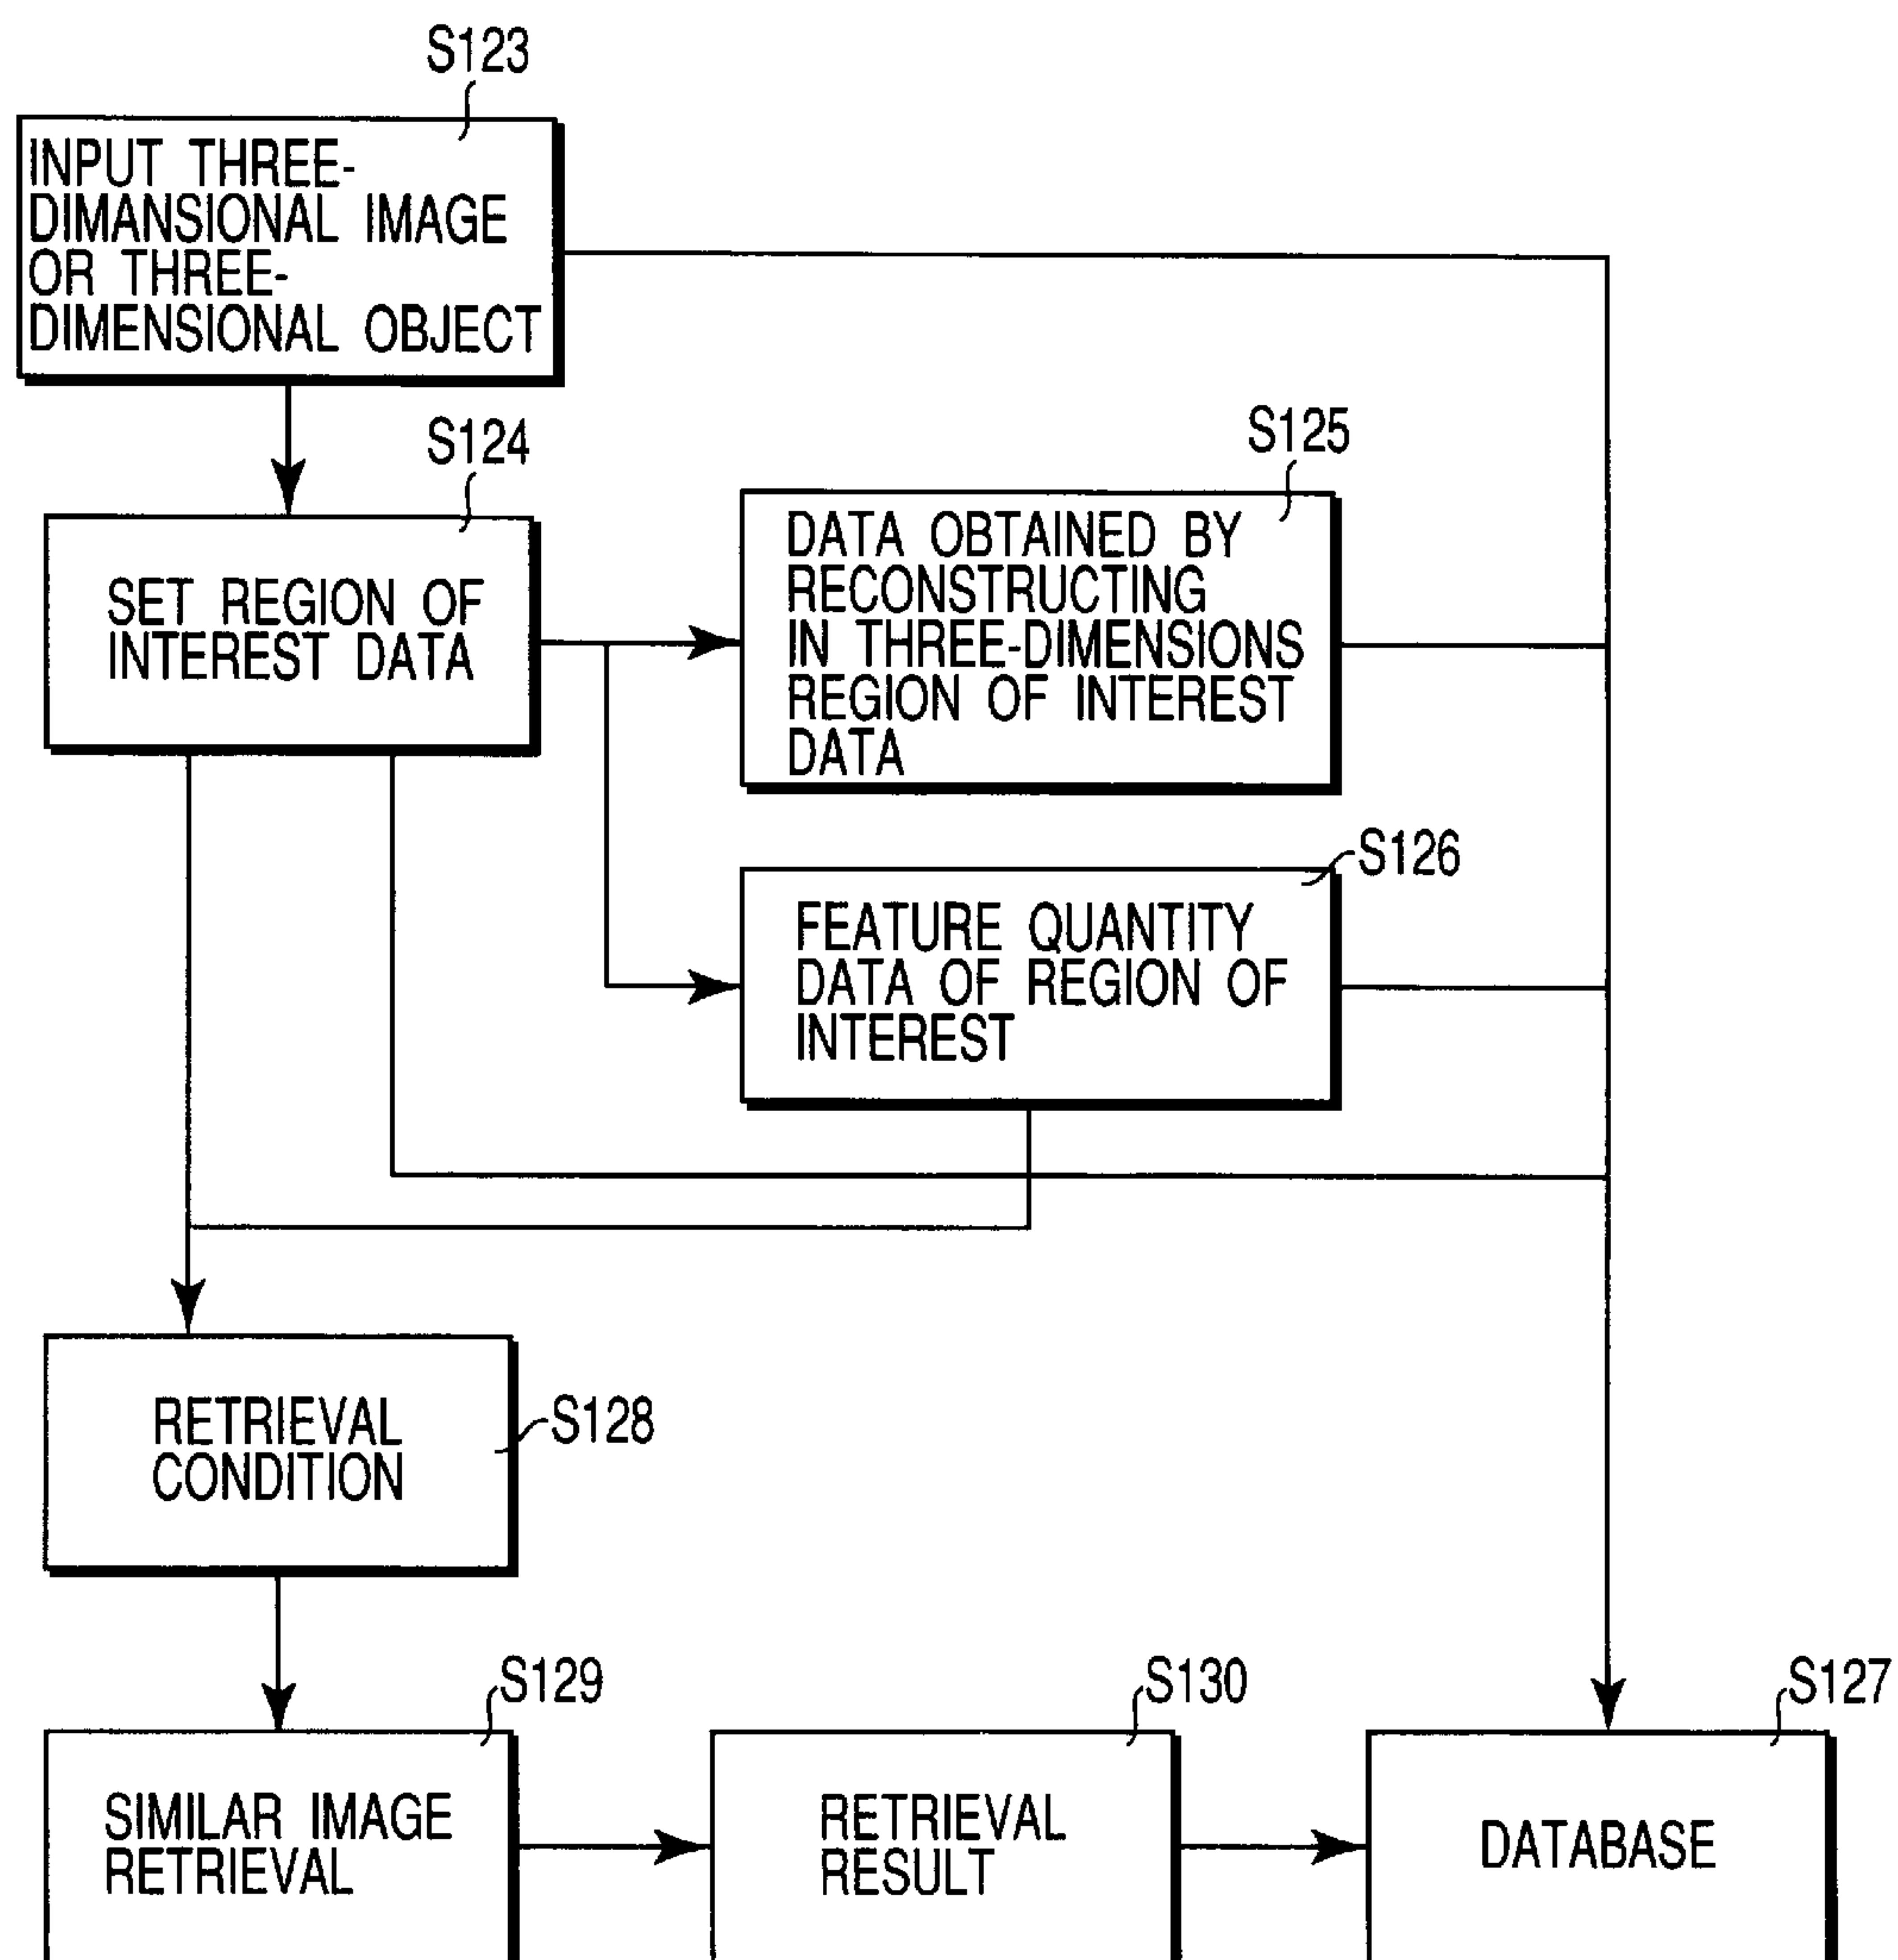 S123
INPUT THREE-
DIMANSIONAL IMAGE
OR THREE-
DIMENSIONAL OBJECT
S124
SET REGION OF
INTEREST DATA
S125
DATA OBTAINED BY
RECONSTRUCTING
IN THREE-DIMENSIONS
REGION OF INTEREST
DATA
S126
FEATURE QUANTITY
DATA OF REGION OF
INTEREST
RETRIEVAL
CONDITION
S128
S129
SIMILAR IMAGE
RETRIEVAL
S130
RETRIEVAL
RESULT
S127
DATABASE